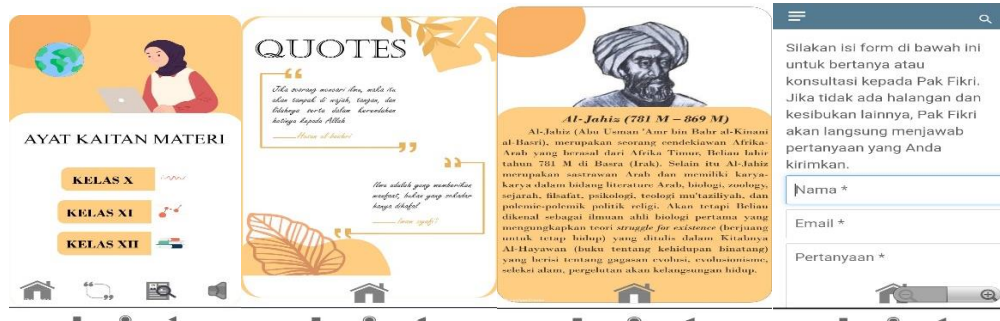 AYAT KAITAN MATERI
KELAS X
KELAS XI
KELAS XII
QUOTES
Jika seorang mencari ilmu, maka itu
akan tampak di wajah, tangan, dan
lidahnya serta dalam kerendahan
hatinya kepada Allah
Hasan al-bashri
Ilmu adalah yang memberikan
manfaat, bukan yang sekadar
hanya dihafal
Imam syafi'i
Al-Jahiz (781 M – 869 M)
Al-Jahiz (Abu Usman 'Amr bin Bahr al-Kinani
al-Basri), merupakan seorang cendekiawan Afrika-
Arab yang berasal dari Afrika Timur, Beliau lahir
tahun 781 M di Basra (Irak). Selain itu Al-Jahiz
merupakan sastrawan Arab dan memiliki karya-
karya dalam bidang literature Arab, biologi, zoology,
sejarah, filsafat, psikologi, teologi mu'taziliyah, dan
polemic-polemik politik religi. Akan tetapi Beliau
dikenal sebagai ilmuan ahli biologi pertama yang
mengungkapkan teori struggle for existence (berjuang
untuk tetap hidup) yang ditulis dalam Kitabnya
Al-Hayawan (buku tentang kehidupan binatang)
yang berisi tentang gagasan evolusi, evolusionisme,
seleksi alam, pergelutan akan kelangsungan hidup.
Silakan isi form di bawah ini
untuk bertanya atau
konsultasi kepada Pak Fikri.
Jika tidak ada halangan dan
kesibukan lainnya, Pak Fikri
akan langsung menjawab
pertanyaan yang Anda
kirimkan.
Nama *
Email *
Pertanyaan *